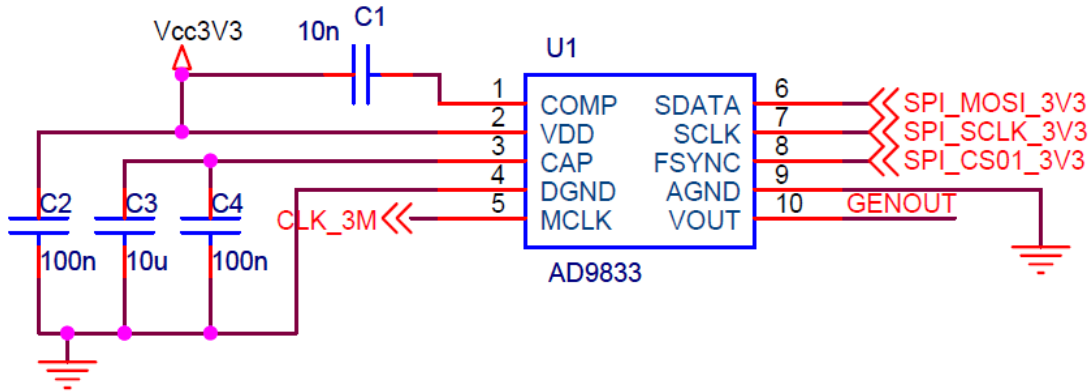 C1
Vcc3V3
10n
U1
1
COMP
SDATA
6
SPI_MOSI_3V3
2
VDD
SCLK
7
SPI_SCLK_3V3
3
CAP
FSYNC
8
SPI_CS01_3V3
4
DGND
AGND
9
C2
C3
C4
CLK_3M
5
MCLK
VOUT
10
GENOUT
100n
10u
100n
AD9833